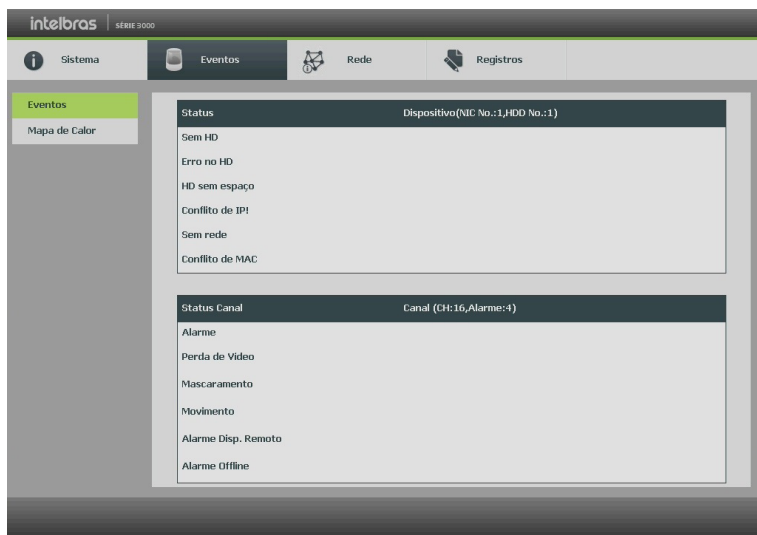 intelbras SÉRIE 3000
Sistema Eventos Rede Registros
Eventos
Mapa de Calor
Status Dispositivo(NIC No.:1,HDD No.:1)
Sem HD
Erro no HD
HD sem espaço
Conflito de IP!
Sem rede
Conflito de MAC
Status Canal Canal (CH:16,Alarme:4)
Alarme
Perda de Video
Mascaramento
Movimento
Alarme Disp. Remoto
Alarme Offline